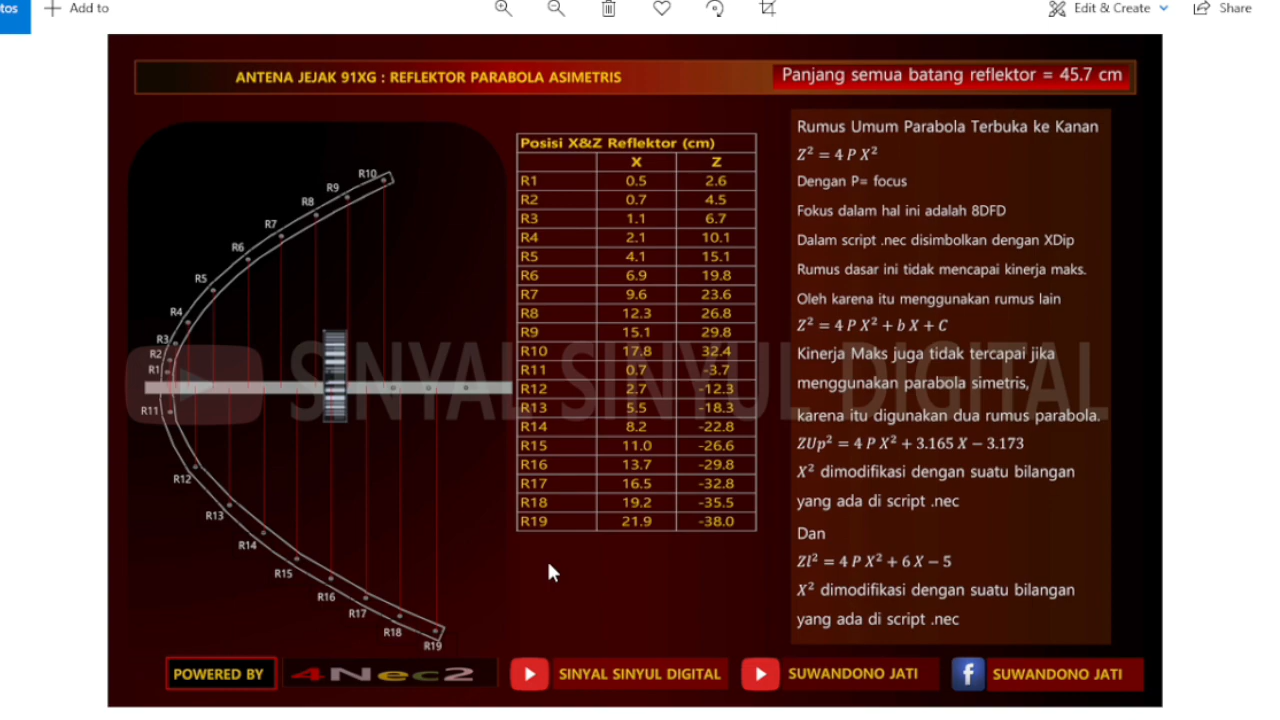 tos
Add to
Edit & Create
Share
ANTENA JEJAK 91XG : REFLEKTOR PARABOLA ASIMETRIS
Panjang semua batang reflektor = 45.7 cm
R10
R9
R8
R7
R6
R5
R4
R3
R2
R1
R11
R12
R13
R14
R15
R16
R17
R18
R19
Posisi X&Z Reflektor (cm)
X Z
R1 0.5 2.6
R2 0.7 4.5
R3 1.1 6.7
R4 2.1 10.1
R5 4.1 15.1
R6 6.9 19.8
R7 9.6 23.6
R8 12.3 26.8
R9 15.1 29.8
R10 17.8 32.4
R11 0.7 -3.7
R12 2.7 -12.3
R13 5.5 -18.3
R14 8.2 -22.8
R15 11.0 -26.6
R16 13.7 -29.8
R17 16.5 -32.8
R18 19.2 -35.5
R19 21.9 -38.0
Rumus Umum Parabola Terbuka ke Kanan
Z² = 4 P X²
Dengan P= focus
Fokus dalam hal ini adalah 8DFD
Dalam script .nec disimbolkan dengan XDip
Rumus dasar ini tidak mencapai kinerja maks.
Oleh karena itu menggunakan rumus lain
Z² = 4 P X² + b X + C
Kinerja Maks juga tidak tercapai jika
menggunakan parabola simetris,
karena itu digunakan dua rumus parabola.
ZUp² = 4 P X² + 3.165 X − 3.173
X² dimodifikasi dengan suatu bilangan
yang ada di script .nec
Dan
Zl² = 4 P X² + 6 X − 5
X² dimodifikasi dengan suatu bilangan
yang ada di script .nec
SINYAL SINYUL DIGITAL
POWERED BY
4Nec2
SINYAL SINYUL DIGITAL
SUWANDONO JATI
SUWANDONO JATI